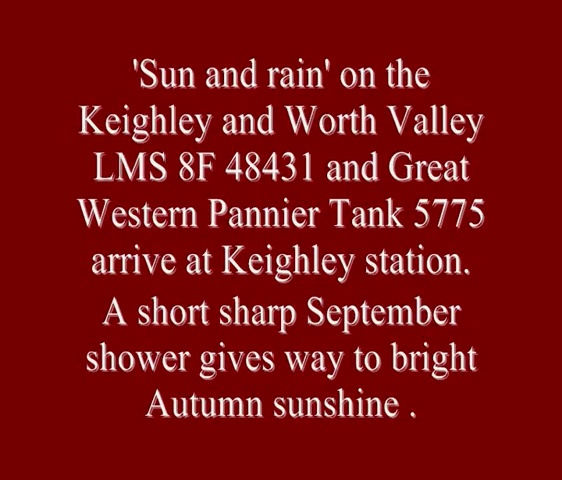 'Sun and rain' on the
Keighley and Worth Valley
LMS 8F 48431 and Great
Western Pannier Tank 5775
arrive at Keighley station.
A short sharp September
shower gives way to bright
Autumn sunshine .